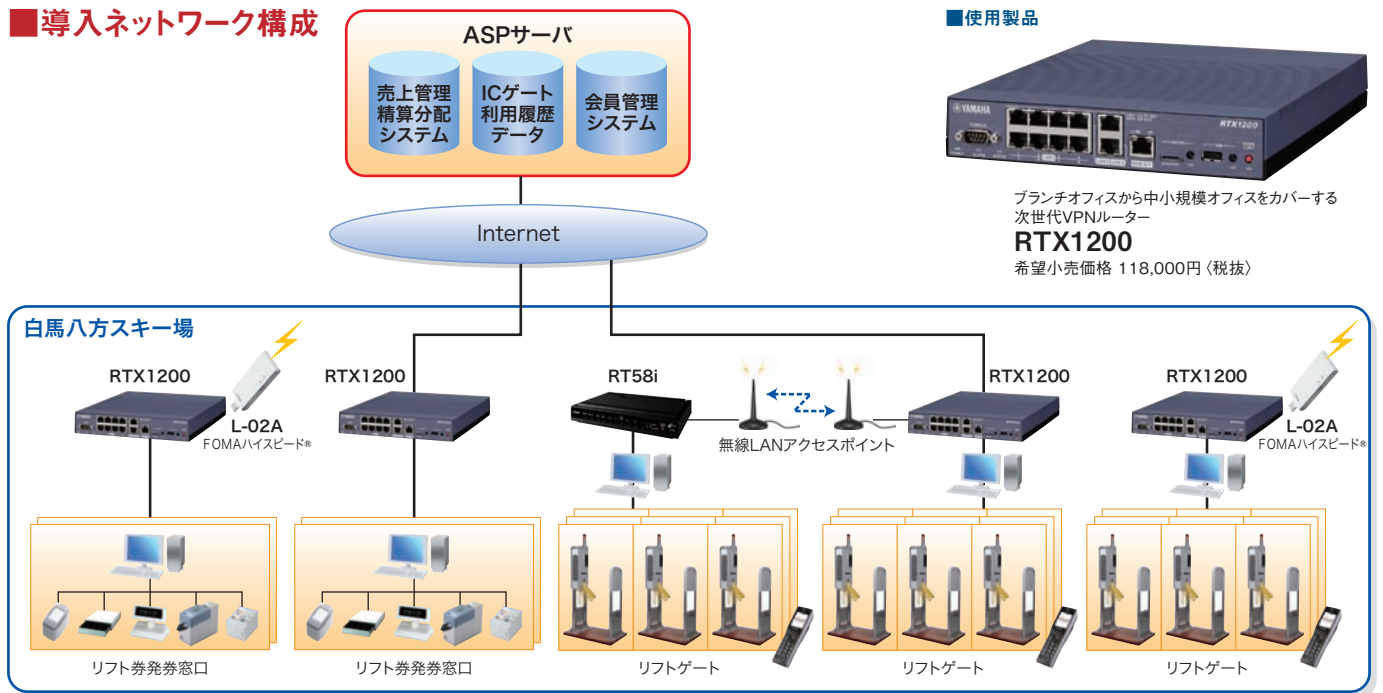 ■導入ネットワーク構成
ASPサーバ
売上管理
精算分配
システム
ICゲート
利用履歴
データ
会員管理
システム
Internet
■使用製品
YAMAHA
RTX1200
ブランチオフィスから中小規模オフィスをカバーする
次世代VPNルーター
RTX1200
希望小売価格 118,000円〈税抜〉
白馬八方スキー場
RTX1200
L-02A
FOMAハイスピード®
RTX1200
RT58i
無線LANアクセスポイント
RTX1200
RTX1200
L-02A
FOMAハイスピード®
リフト券発券窓口
リフト券発券窓口
リフトゲート
リフトゲート
リフトゲート